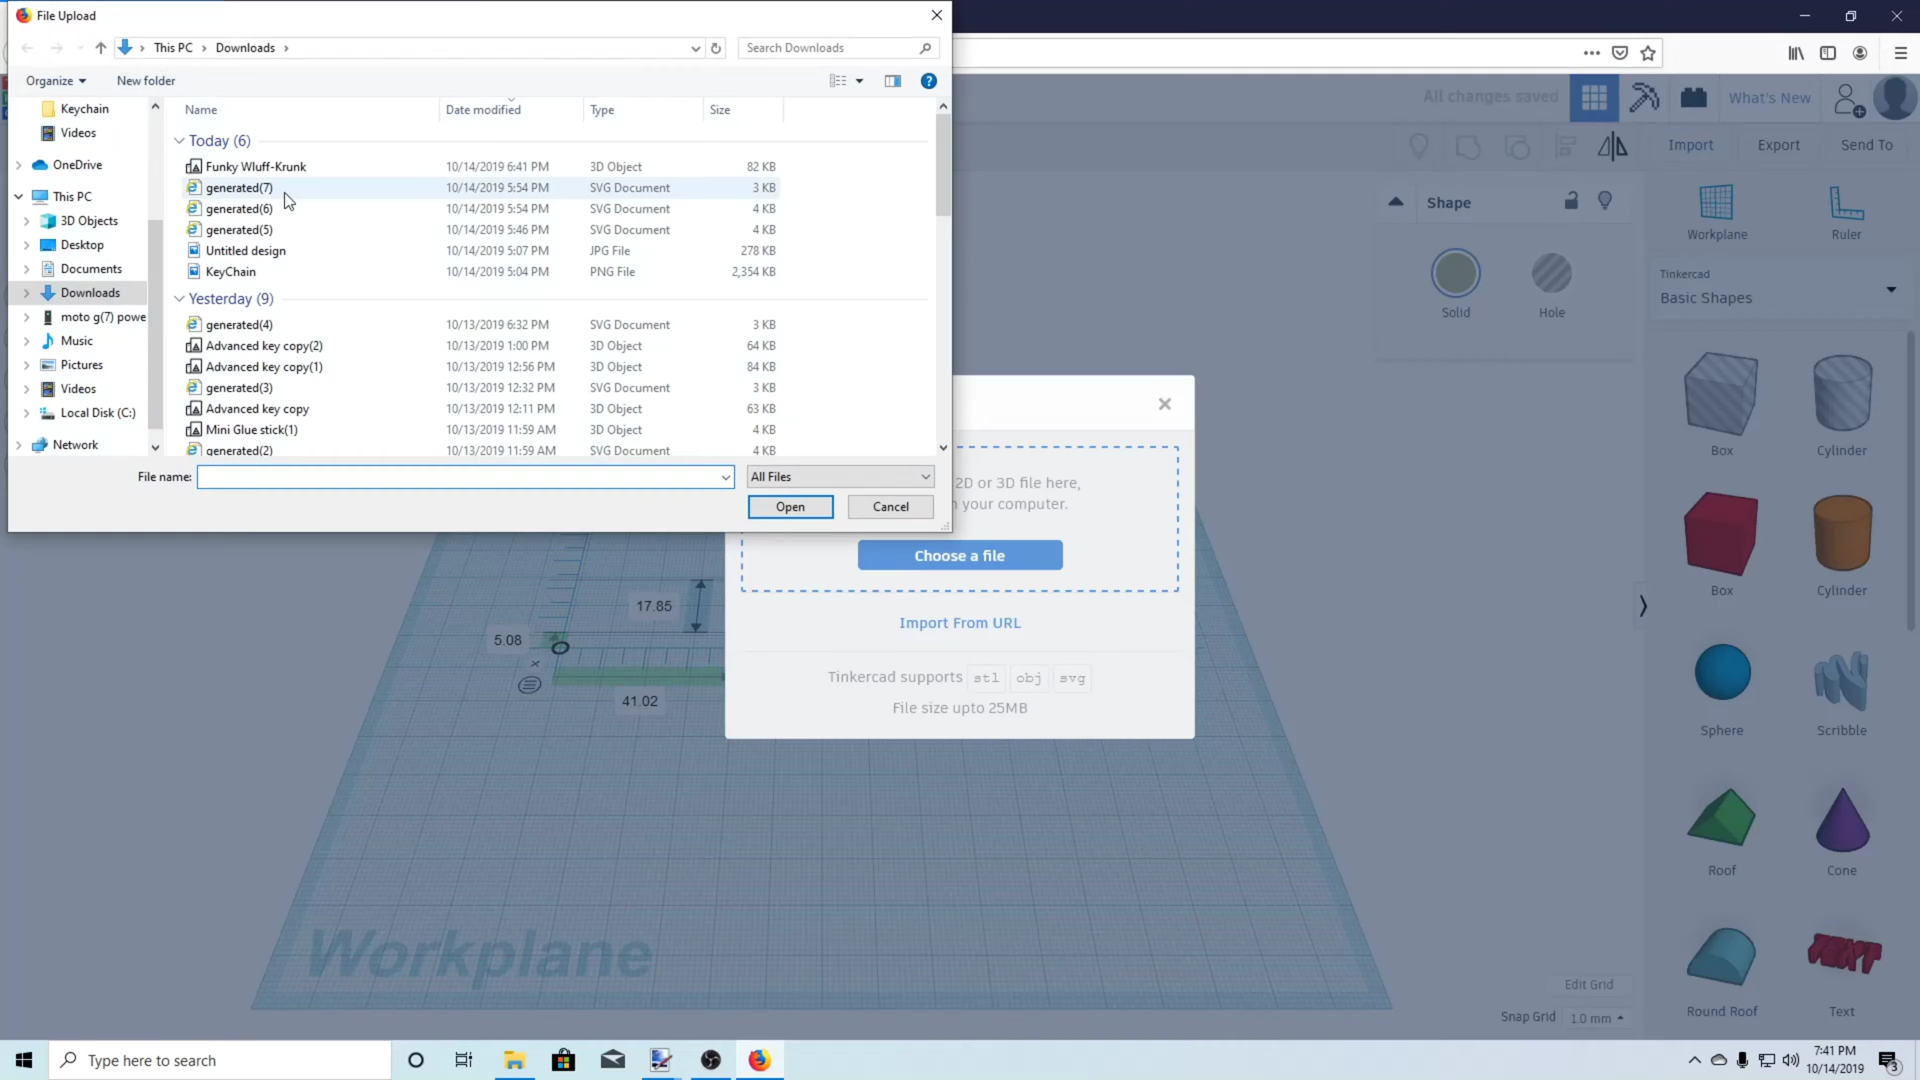 File Upload
This PC > Downloads >
Search Downloads
Organize New folder
Keychain
Videos
OneDrive
This PC
3D Objects
Desktop
Documents
Downloads
moto g(7) powe
Music
Pictures
Videos
Local Disk (C:)
Network
Name Date modified Type Size
Today (6)
Funky Wluff-Krunk 10/14/2019 6:41 PM 3D Object 82 KB
generated(7) 10/14/2019 5:54 PM SVG Document 3 KB
generated(6) 10/14/2019 5:54 PM SVG Document 4 KB
generated(5) 10/14/2019 5:46 PM SVG Document 4 KB
Untitled design 10/14/2019 5:07 PM JPG File 278 KB
KeyChain 10/14/2019 5:04 PM PNG File 2,354 KB
Yesterday (9)
generated(4) 10/13/2019 6:32 PM SVG Document 3 KB
Advanced key copy(2) 10/13/2019 1:00 PM 3D Object 64 KB
Advanced key copy(1) 10/13/2019 12:56 PM 3D Object 84 KB
generated(3) 10/13/2019 12:32 PM SVG Document 3 KB
Advanced key copy 10/13/2019 12:11 PM 3D Object 63 KB
Mini Glue stick(1) 10/13/2019 11:59 AM 3D Object 4 KB
generated(2) 10/13/2019 11:59 AM SVG Document 4 KB
File name: All Files
Open Cancel
All changes saved What's New
Import Export Send To
Shape
Solid Hole
Workplane Ruler
Tinkercad
Basic Shapes
Box Cylinder
Box Cylinder
Sphere Scribble
Roof Cone
TEXT
Round Roof Text
2D or 3D file here,
your computer.
Choose a file
Import From URL
Tinkercad supports stl obj svg
File size upto 25MB
17.85
5.08
41.02
Workplane
Edit Grid
Snap Grid 1.0 mm
Type here to search
7:41 PM
10/14/2019
3